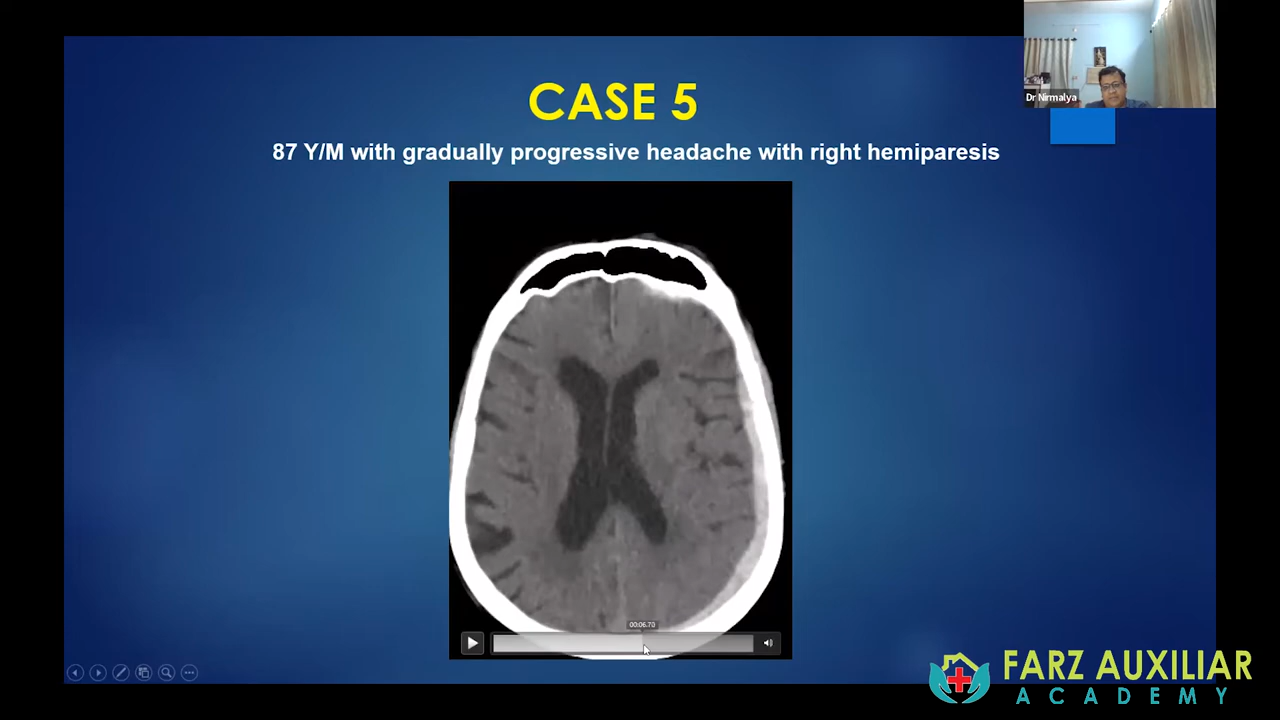 Dr Nirmalya
CASE 5
87 Y/M with gradually progressive headache with right hemiparesis
00:06.70
FARZ AUXILIAR
ACADEMY